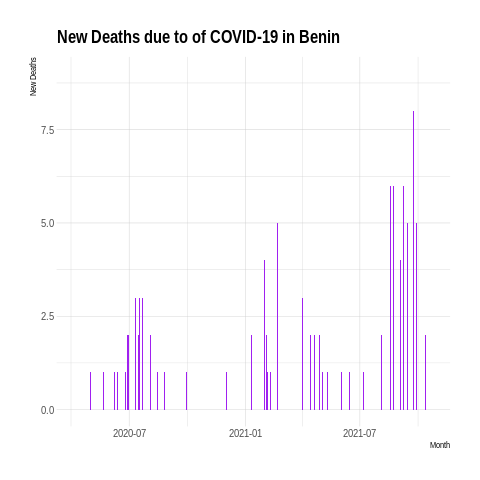 New Deaths due to of COVID-19 in Benin
New Deaths
7.5
5.0
2.5
0.0
2020-07
2021-01
2021-07
Month